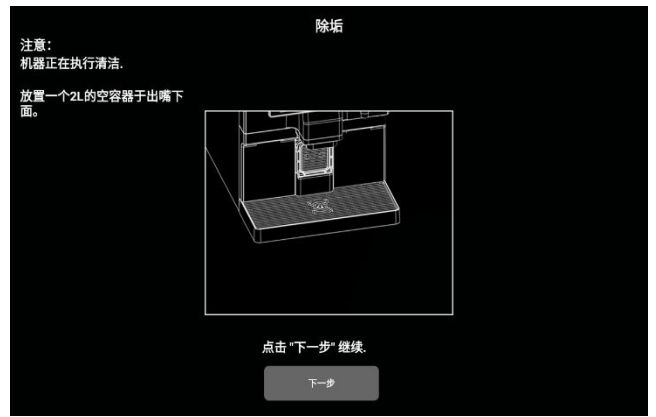 除垢
注意：
机器正在执行清洁.
放置一个2L的空容器于出嘴下
面。
点击 "下一步" 继续.
下一步